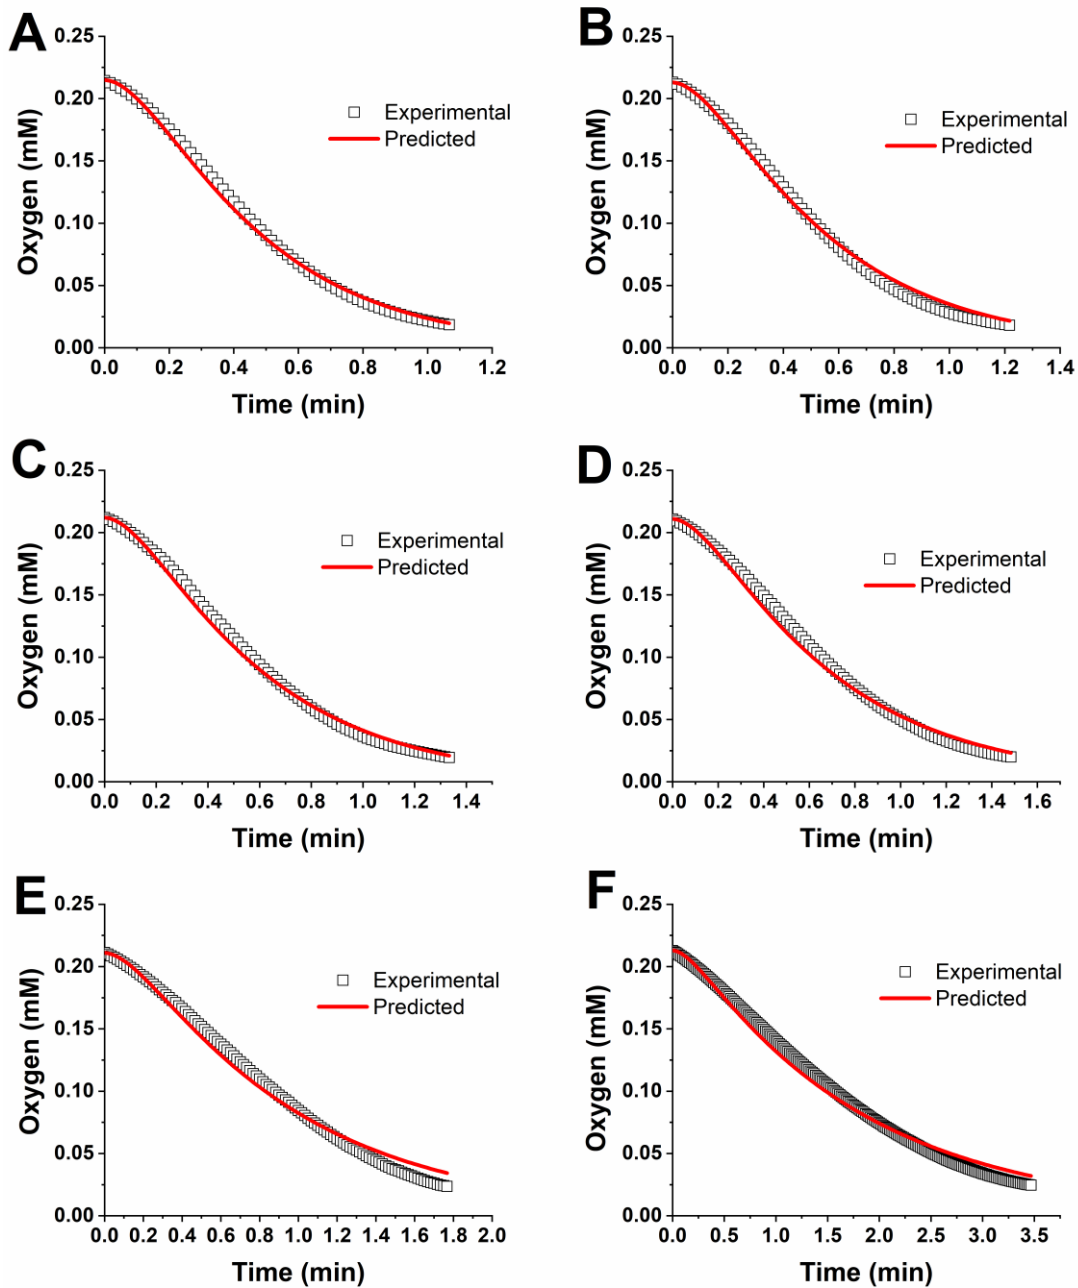 A
B
0.25
0.20
0.15
0.10
0.05
0.00
Oxygen (mM)
Experimental
Predicted
0.0 0.2 0.4 0.6 0.8 1.0 1.2
Time (min)
0.25
0.20
0.15
0.10
0.05
0.00
Oxygen (mM)
Experimental
Predicted
0.0 0.2 0.4 0.6 0.8 1.0 1.2 1.4
Time (min)
C
D
0.25
0.20
0.15
0.10
0.05
0.00
Oxygen (mM)
Experimental
Predicted
0.0 0.2 0.4 0.6 0.8 1.0 1.2 1.4
Time (min)
0.25
0.20
0.15
0.10
0.05
0.00
Oxygen (mM)
Experimental
Predicted
0.0 0.2 0.4 0.6 0.8 1.0 1.2 1.4 1.6
Time (min)
E
F
0.25
0.20
0.15
0.10
0.05
0.00
Oxygen (mM)
Experimental
Predicted
0.0 0.2 0.4 0.6 0.8 1.0 1.2 1.4 1.6 1.8 2.0
Time (min)
0.25
0.20
0.15
0.10
0.05
0.00
Oxygen (mM)
Experimental
Predicted
0.0 0.5 1.0 1.5 2.0 2.5 3.0 3.5
Time (min)